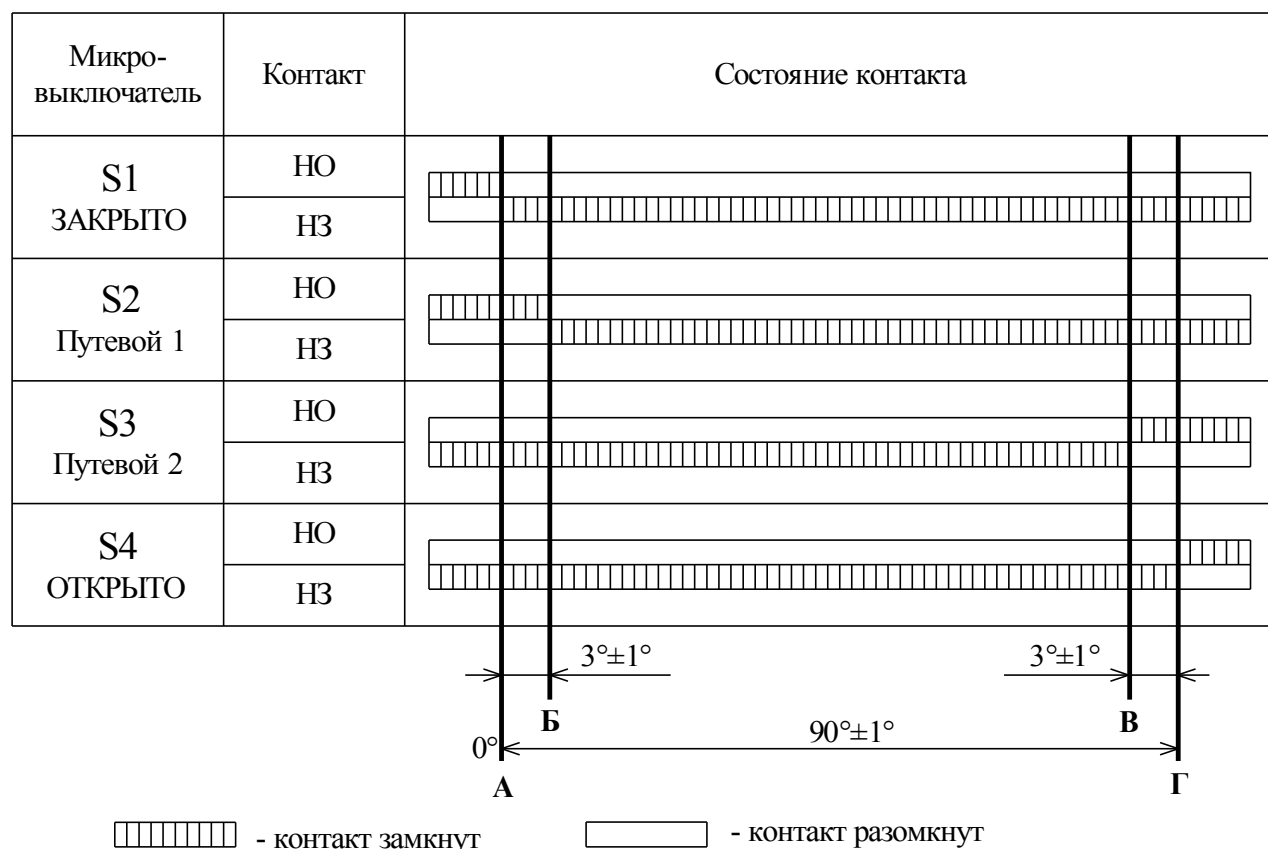 Микро-
выключатель
Контакт
Состояние контакта
S1
ЗАКРЫТО
НО
НЗ
S2
Путевой 1
НО
НЗ
S3
Путевой 2
НО
НЗ
S4
ОТКРЫТО
НО
НЗ
3°±1°
3°±1°
Б
В
0°
90°±1°
А
Г
- контакт замкнут
- контакт разомкнут